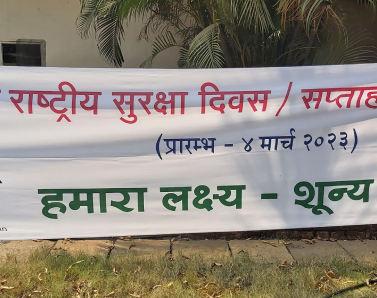 राष्ट्रीय सुरक्षा दिवस / सप्ताह
(प्रारम्भ - ४ मार्च २०२३)
हमारा लक्ष्य - शून्य